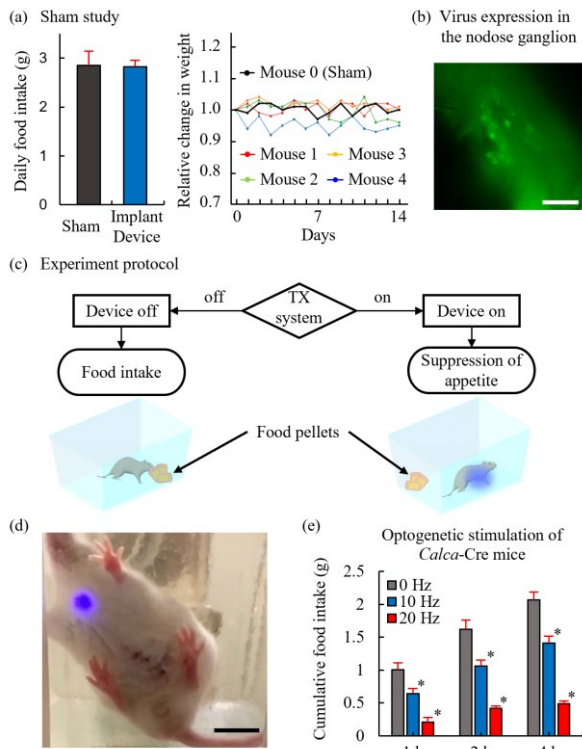 (a) Sham study
Daily food intake (g)
3
2
1
0
Sham
Implant
Device
Relative change in weight
1.2
1.1
1.0
0.9
0.8
0.7
Mouse 0 (Sham)
Mouse 1
Mouse 3
Mouse 2
Mouse 4
0
7
14
Days
(b) Virus expression in
the nodose ganglion
(c) Experiment protocol
Device off
off
TX
system
on
Device on
Food intake
Suppression of
appetite
Food pellets
(d)
(e)
Optogenetic stimulation of
Calca-Cre mice
Cumulative food intake (g)
2.5
2
1.5
1
0.5
0
0 Hz
10 Hz
20 Hz
*
*
*
*
*
*